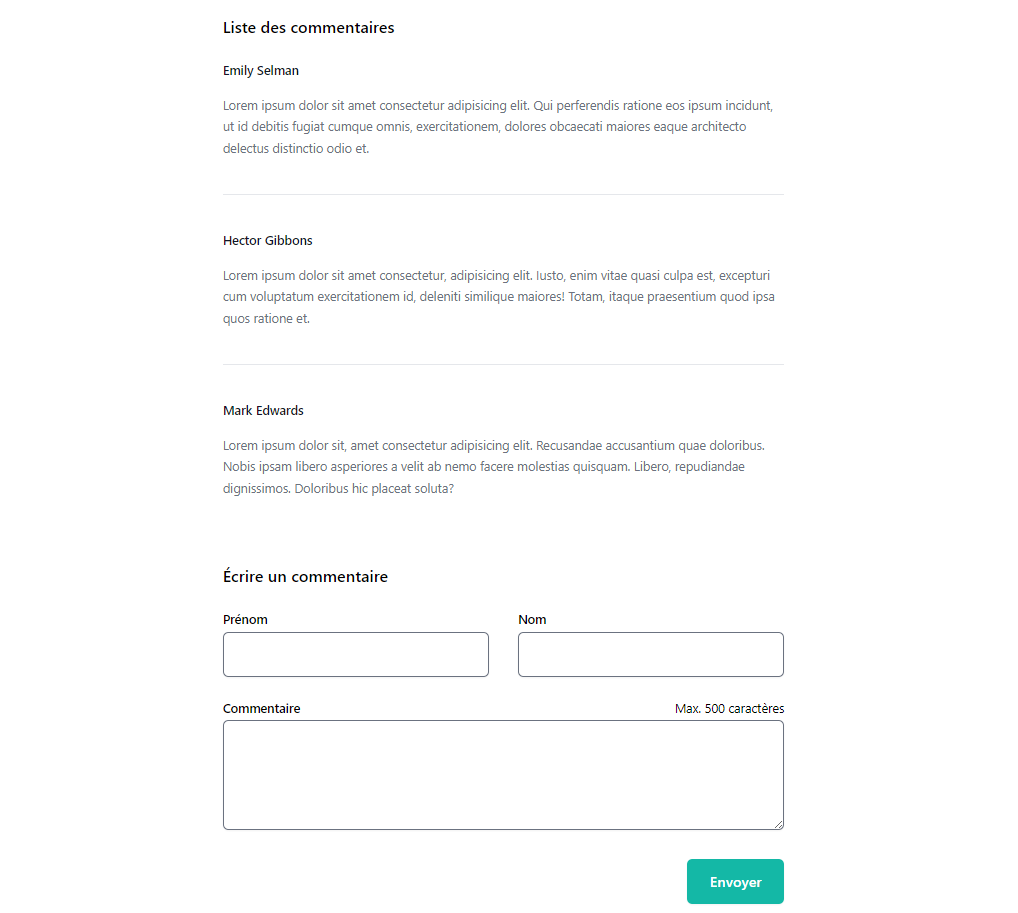 Liste des commentaires
Emily Selman
Lorem ipsum dolor sit amet consectetur adipisicing elit. Qui perferendis ratione eos ipsum incidunt,
ut id debitis fugiat cumque omnis, exercitationem, dolores obcaecati maiores eaque architecto
delectus distinctio odio et.
Hector Gibbons
Lorem ipsum dolor sit amet consectetur, adipisicing elit. Iusto, enim vitae quasi culpa est, excepturi
cum voluptatum exercitationem id, deleniti similique maiores! Totam, itaque praesentium quod ipsa
quos ratione et.
Mark Edwards
Lorem ipsum dolor sit, amet consectetur adipisicing elit. Recusandae accusantium quae doloribus.
Nobis ipsam libero asperiores a velit ab nemo facere molestias quisquam. Libero, repudiandae
dignissimos. Doloribus hic placeat soluta?
Écrire un commentaire
Prénom
Nom
Commentaire
Max. 500 caractères
Envoyer